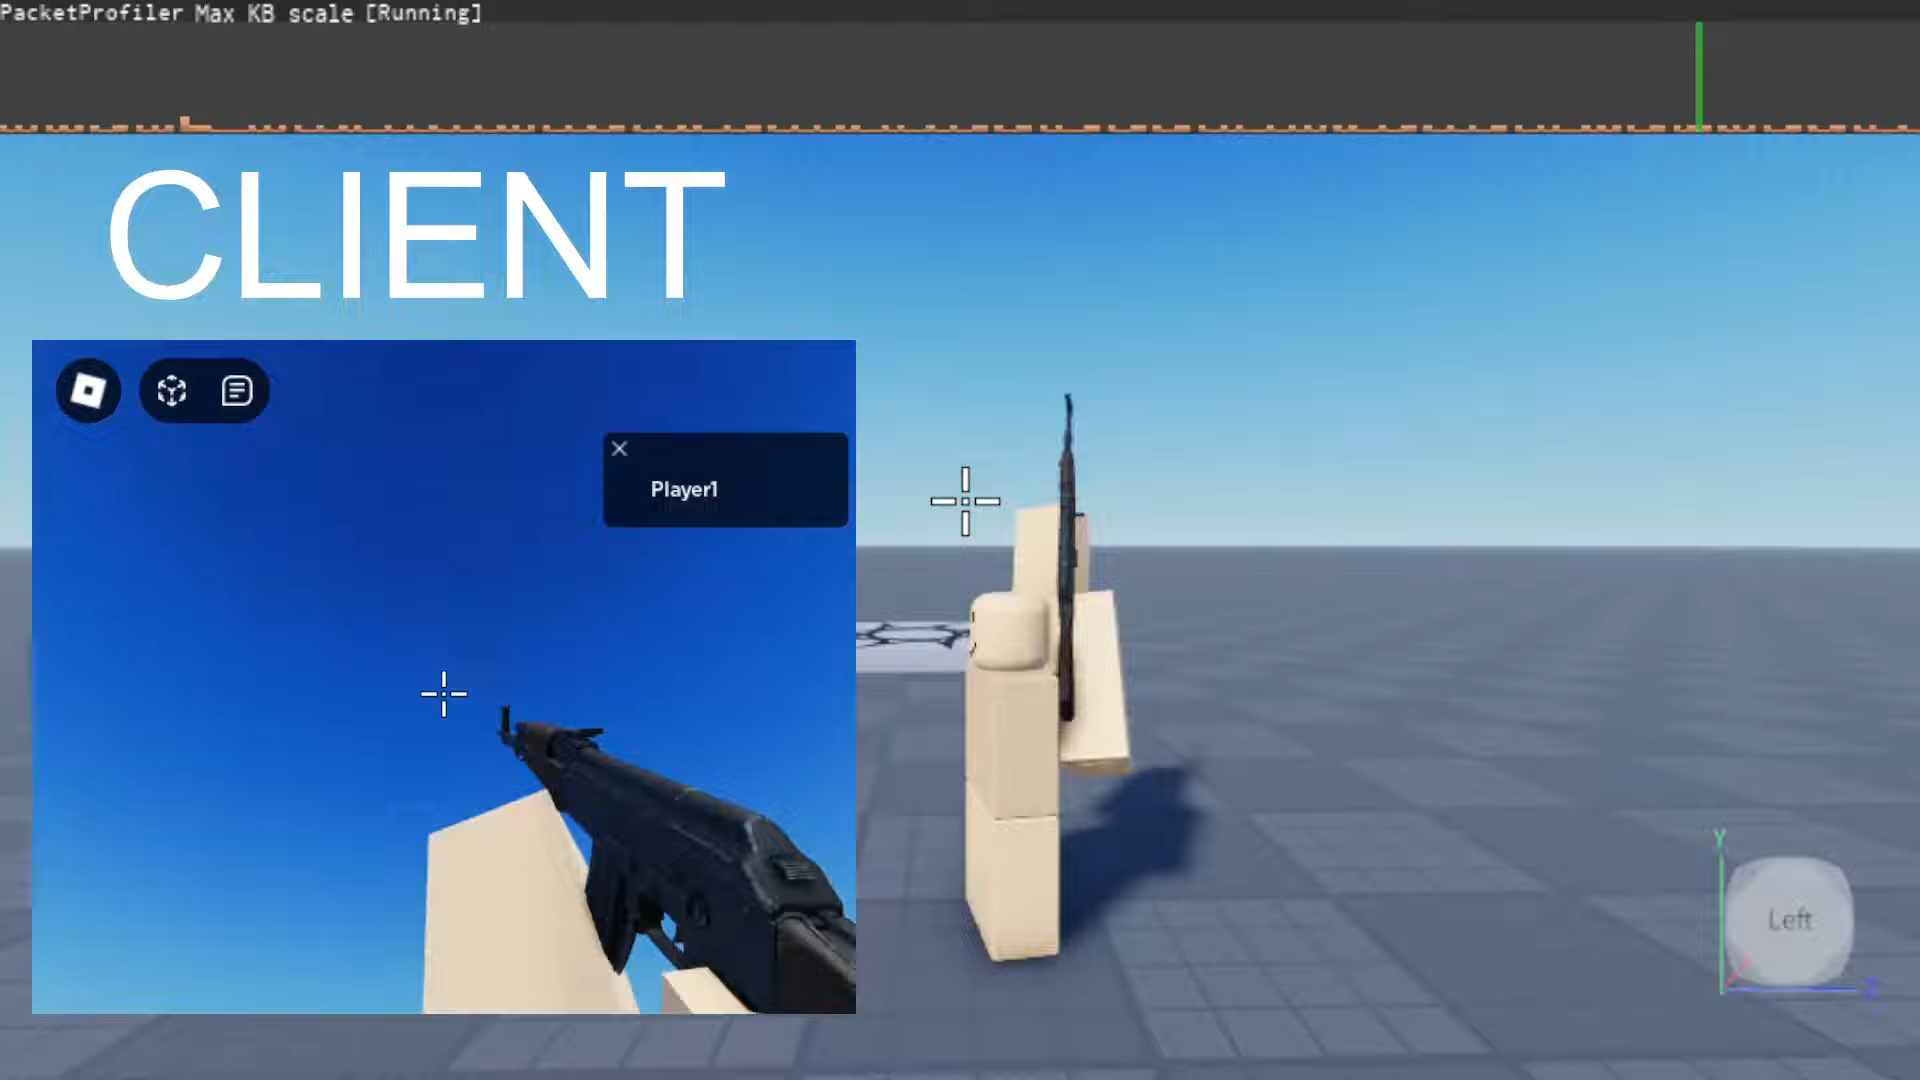 PacketProfiler Max KB scale [Running]
CLIENT
Player1
Y
Left
Z